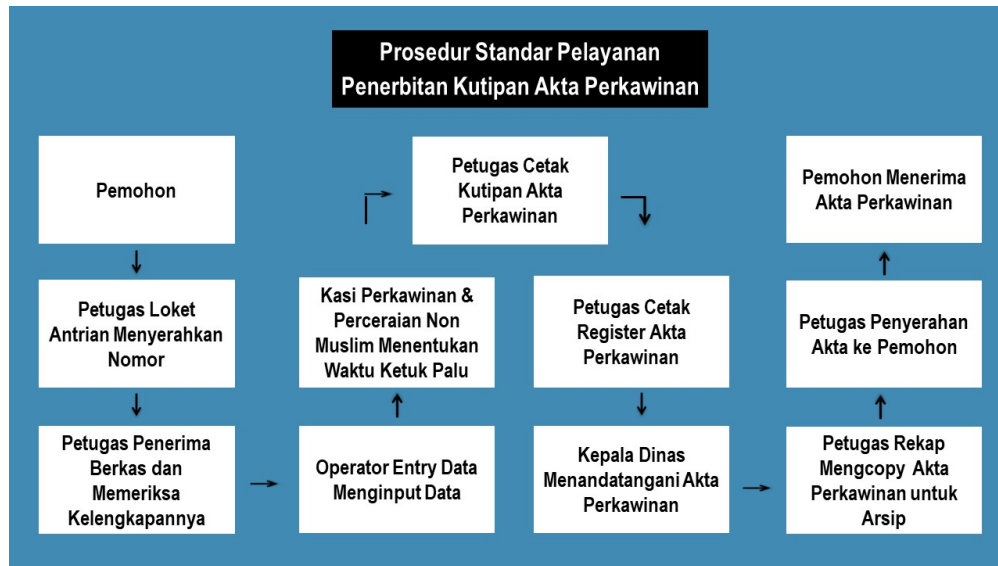 Prosedur Standar Pelayanan
Penerbitan Kutipan Akta Perkawinan
Pemohon
Petugas Loket
Antrian Menyerahkan
Nomor
Petugas Penerima
Berkas dan
Memeriksa
Kelengkapannya
Operator Entry Data
Menginput Data
Kasi Perkawinan &
Perceraian Non
Muslim Menentukan
Waktu Ketuk Palu
Petugas Cetak
Kutipan Akta
Perkawinan
Petugas Cetak
Register Akta
Perkawinan
Kepala Dinas
Menandatangani Akta
Perkawinan
Petugas Rekap
Mengcopy Akta
Perkawinan untuk
Arsip
Petugas Penyerahan
Akta ke Pemohon
Pemohon Menerima
Akta Perkawinan